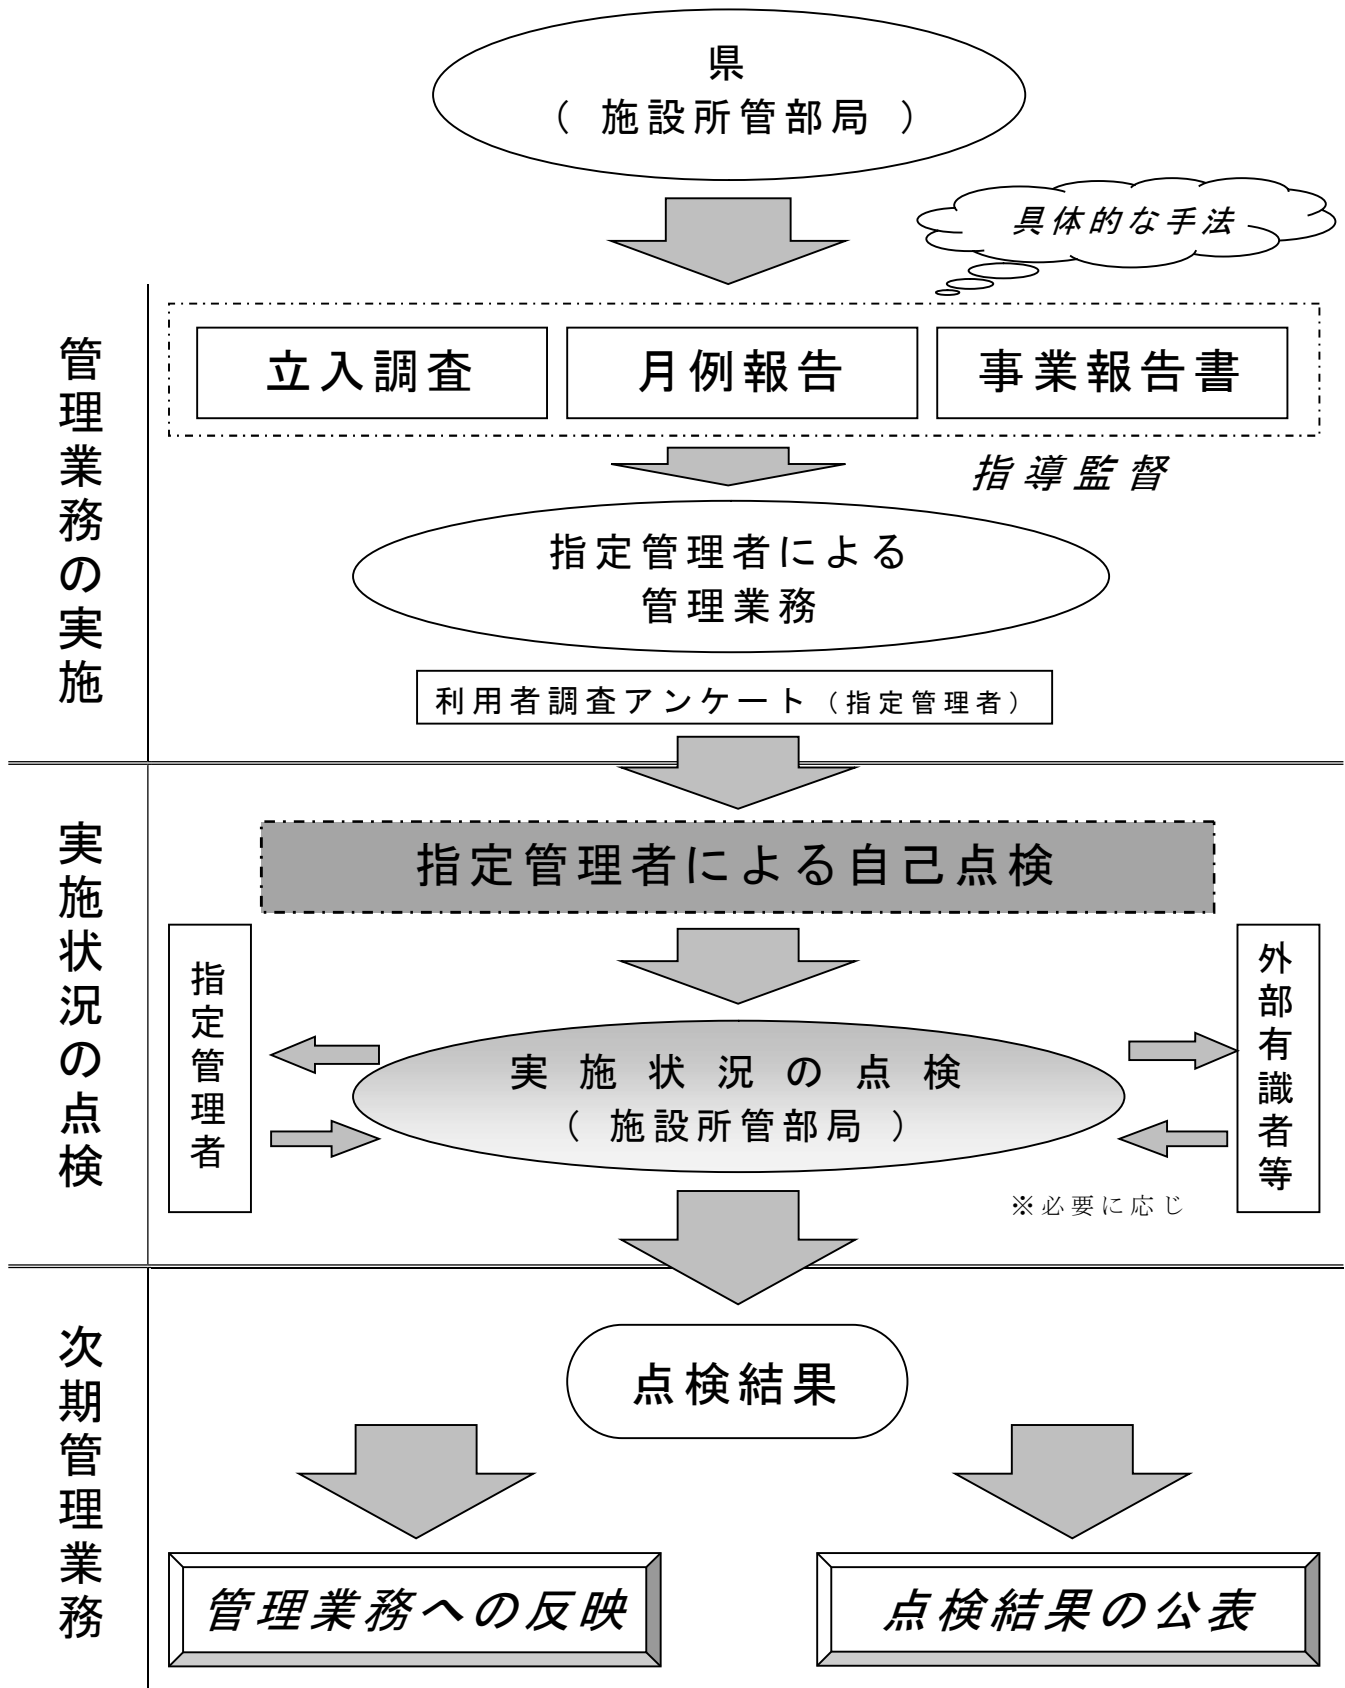 県
（施設所管部局）
具体的な手法
管理業務の実施
立入調査
月例報告
事業報告書
指導監督
指定管理者による
管理業務
利用者調査アンケート（指定管理者）
実施状況の点検
指定管理者による自己点検
指定管理者
実施状況の点検
（施設所管部局）
外部有識者等
※必要に応じ
次期管理業務
点検結果
管理業務への反映
点検結果の公表